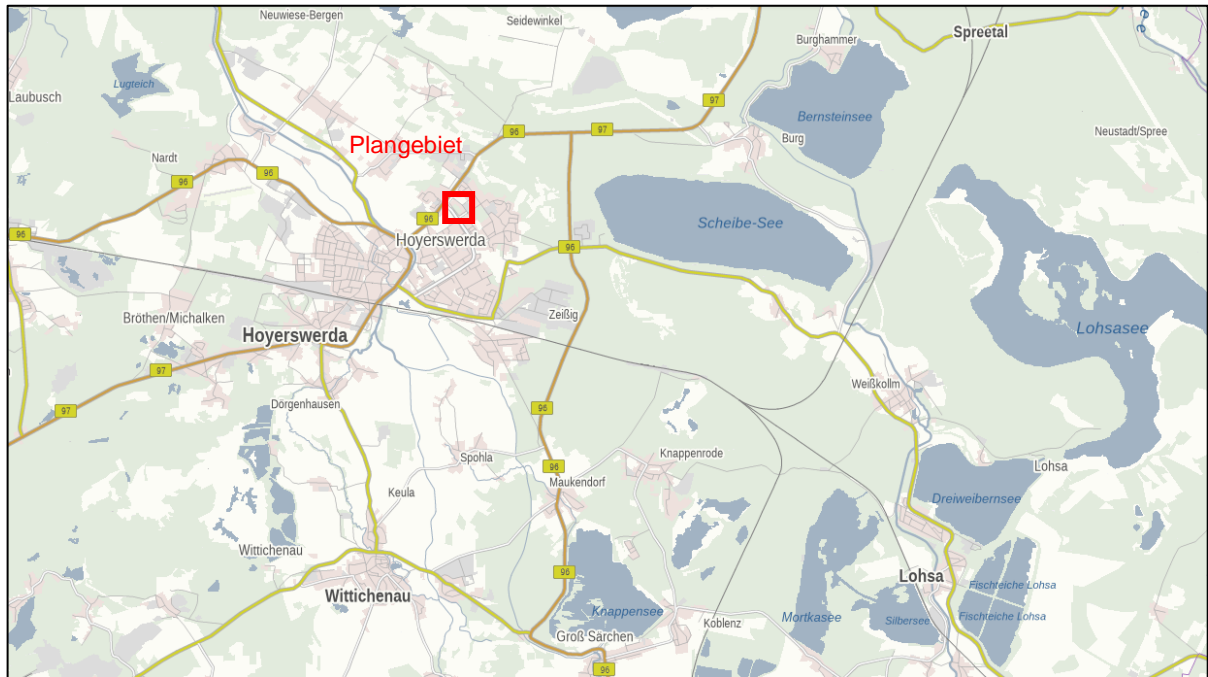 Neuwiese-Bergen
Seidewinkel
Spreetal
Burghammer
Laubusch
Lugteich
97
Bernsteinsee
Neustadt/Spree
96
97
Burg
Plangebiet
Nardt
96
96
96
Scheibe-See
96
Hoyerswerda
96
Zeißig
Bröthen/Michalken
Lohsasee
Hoyerswerda
97
Weißkollm
97
Dörgenhausen
96
Spohla
Knappenrode
Lohsa
96
Maukendorf
Keula
Dreiweibernsee
Wittichenau
96
Lohsa
Fischteiche Lohsa
Wittichenau
Knappensee
Mortkasee
Silbersee
Fischteiche Lohsa
Koblenz
Groß Särchen
96